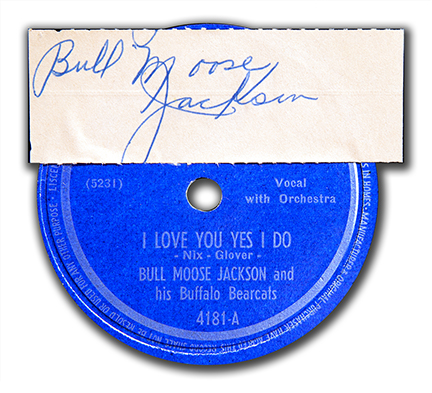 Bull Moose
Jackson
(5231)
Vocal
with Orchestra
I LOVE YOU YES I DO
- Nix - Glover -
BULL MOOSE JACKSON and
his Buffalo Bearcats
4181-A